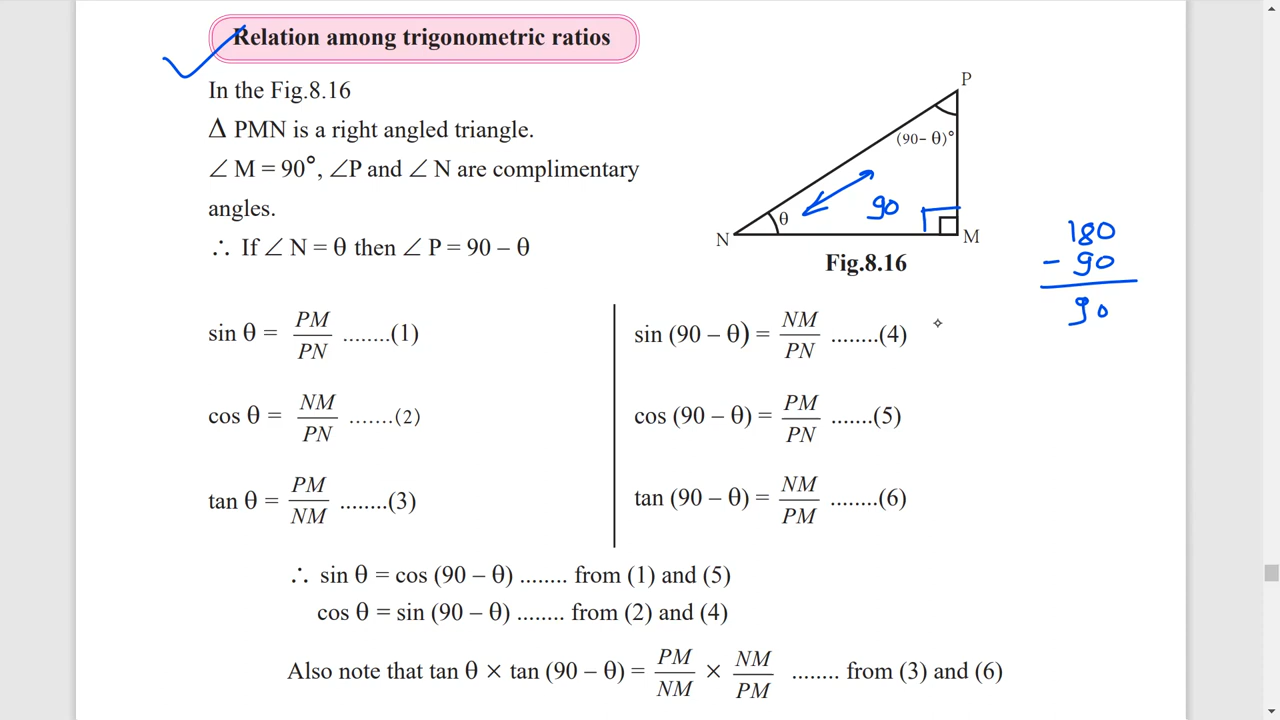 Relation among trigonometric ratios
In the Fig.8.16
Δ PMN is a right angled triangle.
∠ M = 90°, ∠P and ∠ N are complimentary
angles.
∴ If ∠ N = θ then ∠ P = 90 – θ
P
(90– θ)°
θ
90
N
M
Fig.8.16
180
– 90
90
sin θ = PM/PN ........(1)
cos θ = NM/PN .......(2)
tan θ = PM/NM ........(3)
sin (90 – θ) = NM/PN ........(4)
cos (90 – θ) = PM/PN .......(5)
tan (90 – θ) = NM/PM ........(6)
∴ sin θ = cos (90 – θ) ........ from (1) and (5)
cos θ = sin (90 – θ) ........ from (2) and (4)
Also note that tan θ × tan (90 – θ) = PM/NM × NM/PM ........ from (3) and (6)